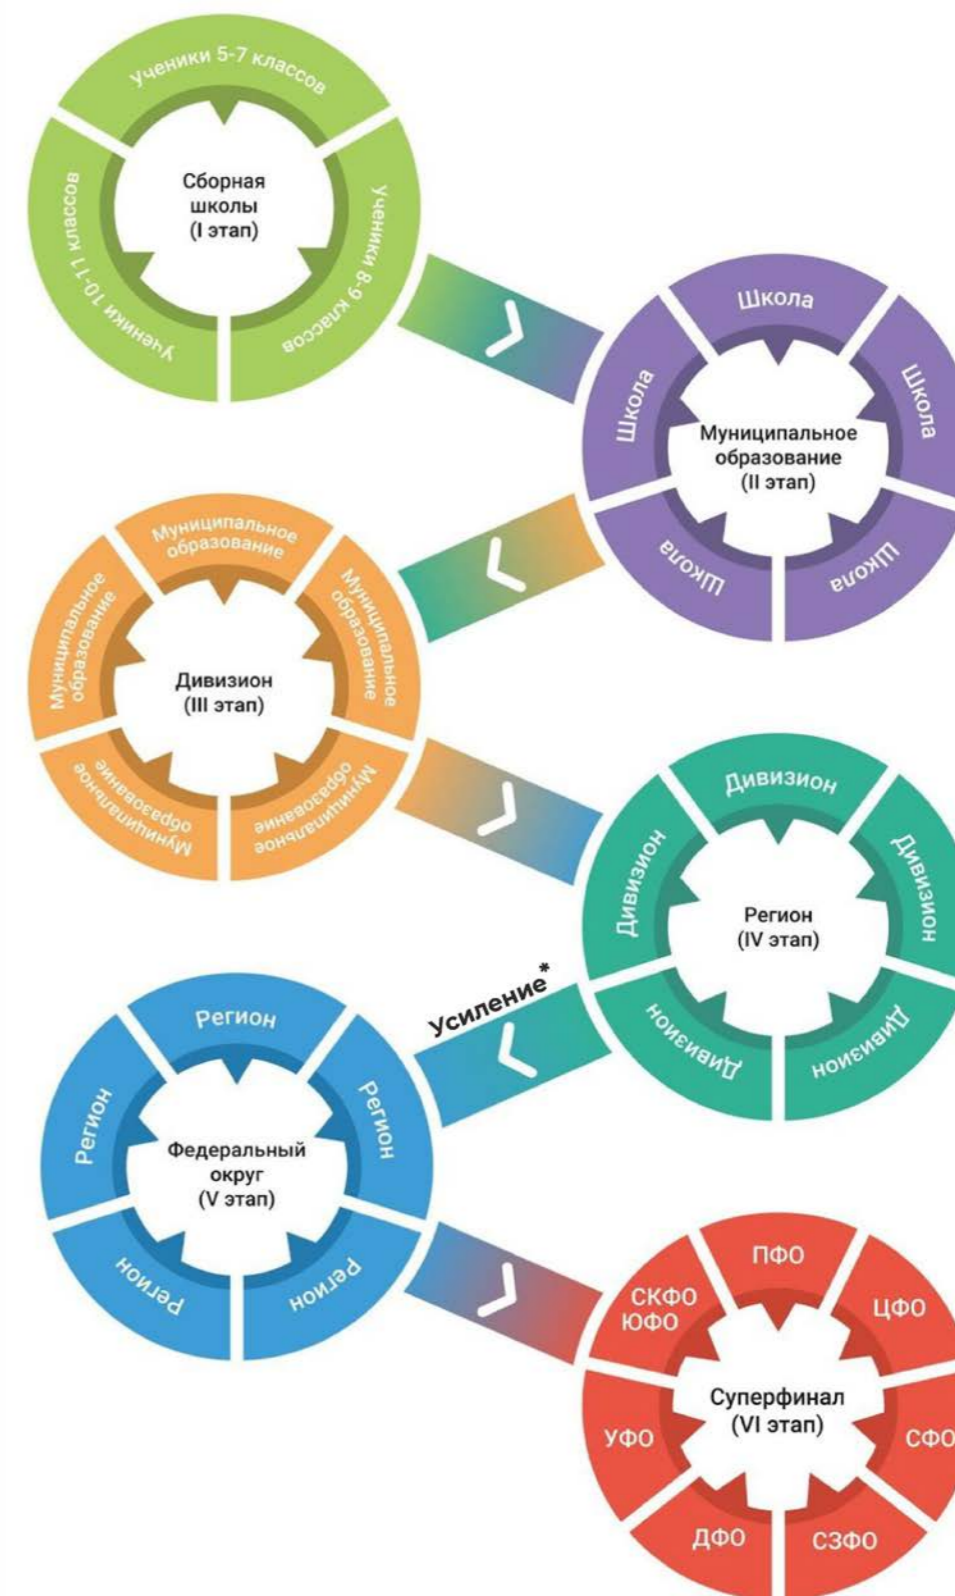 Ученики 5-7 классов
Ученики 10-11 классов
Ученики 8-9 классов
Сборная
школы
(I этап)
Школа
Школа
Школа
Школа
Школа
Муниципальное
образование
(II этап)
Муниципальное
образование
Муниципальное
образование
Муниципальное
образование
Муниципальное
образование
Муниципальное
образование
Дивизион
(III этап)
Дивизион
Дивизион
Дивизион
Дивизион
Дивизион
Регион
(IV этап)
Усиление*
Регион
Регион
Регион
Регион
Регион
Федеральный
округ
(V этап)
ПФО
СКФО
ЮФО
ЦФО
УФО
СФО
ДФО
СЗФО
Суперфинал
(VI этап)